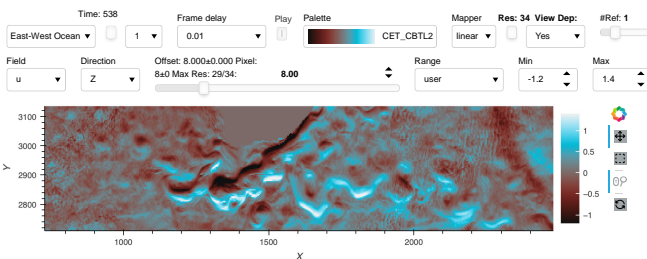 Time: 538 Frame delay Play Palette Mapper Res: 34 View Dep: #Ref: 1
East-West Ocean 1 0.01 CET_CBTL2 linear Yes
Field Direction Offset: 8.000±0.000 Pixel: Range Min Max
8±0 Max Res: 29/34: 8.00
u Z user -1.2 1.4
3100
3000
2900
2800
Y
1000 1500 2000
X
1
0.5
0
−0.5
−1